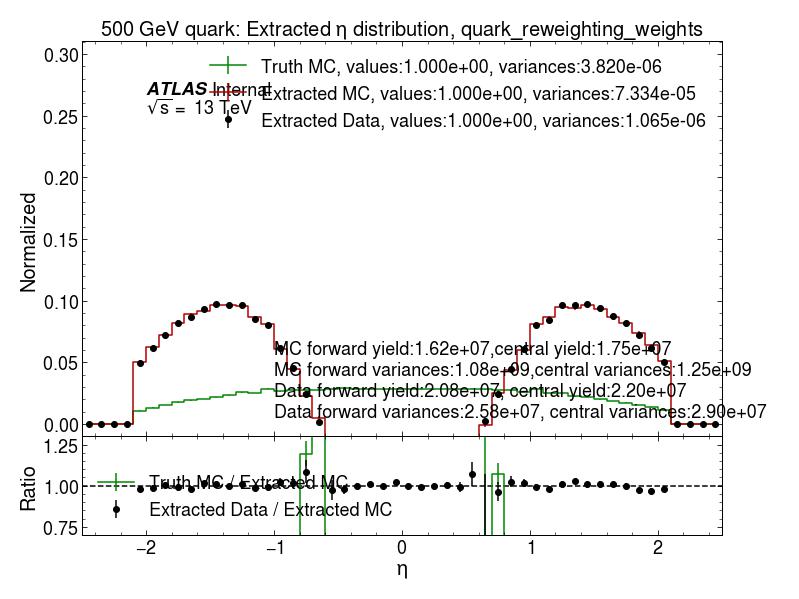 500 GeV quark: Extracted η distribution, quark_reweighting_weights
0.30
0.25
0.20
0.15
0.10
0.05
0.00
Normalized
Truth MC, values:1.000e+00, variances:3.820e-06
Extracted MC, values:1.000e+00, variances:7.334e-05
Extracted Data, values:1.000e+00, variances:1.065e-06
ATLAS Internal
√s = 13 TeV
MC forward yield:1.62e+07,central yield:1.75e+07
MC forward variances:1.08e+09,central variances:1.25e+09
Data forward yield:2.08e+07, central yield:2.20e+07
Data forward variances:2.58e+07, central variances:2.90e+07
1.25
1.00
0.75
Ratio
Truth MC / Extracted MC
Extracted Data / Extracted MC
−2 −1 0 1 2
η